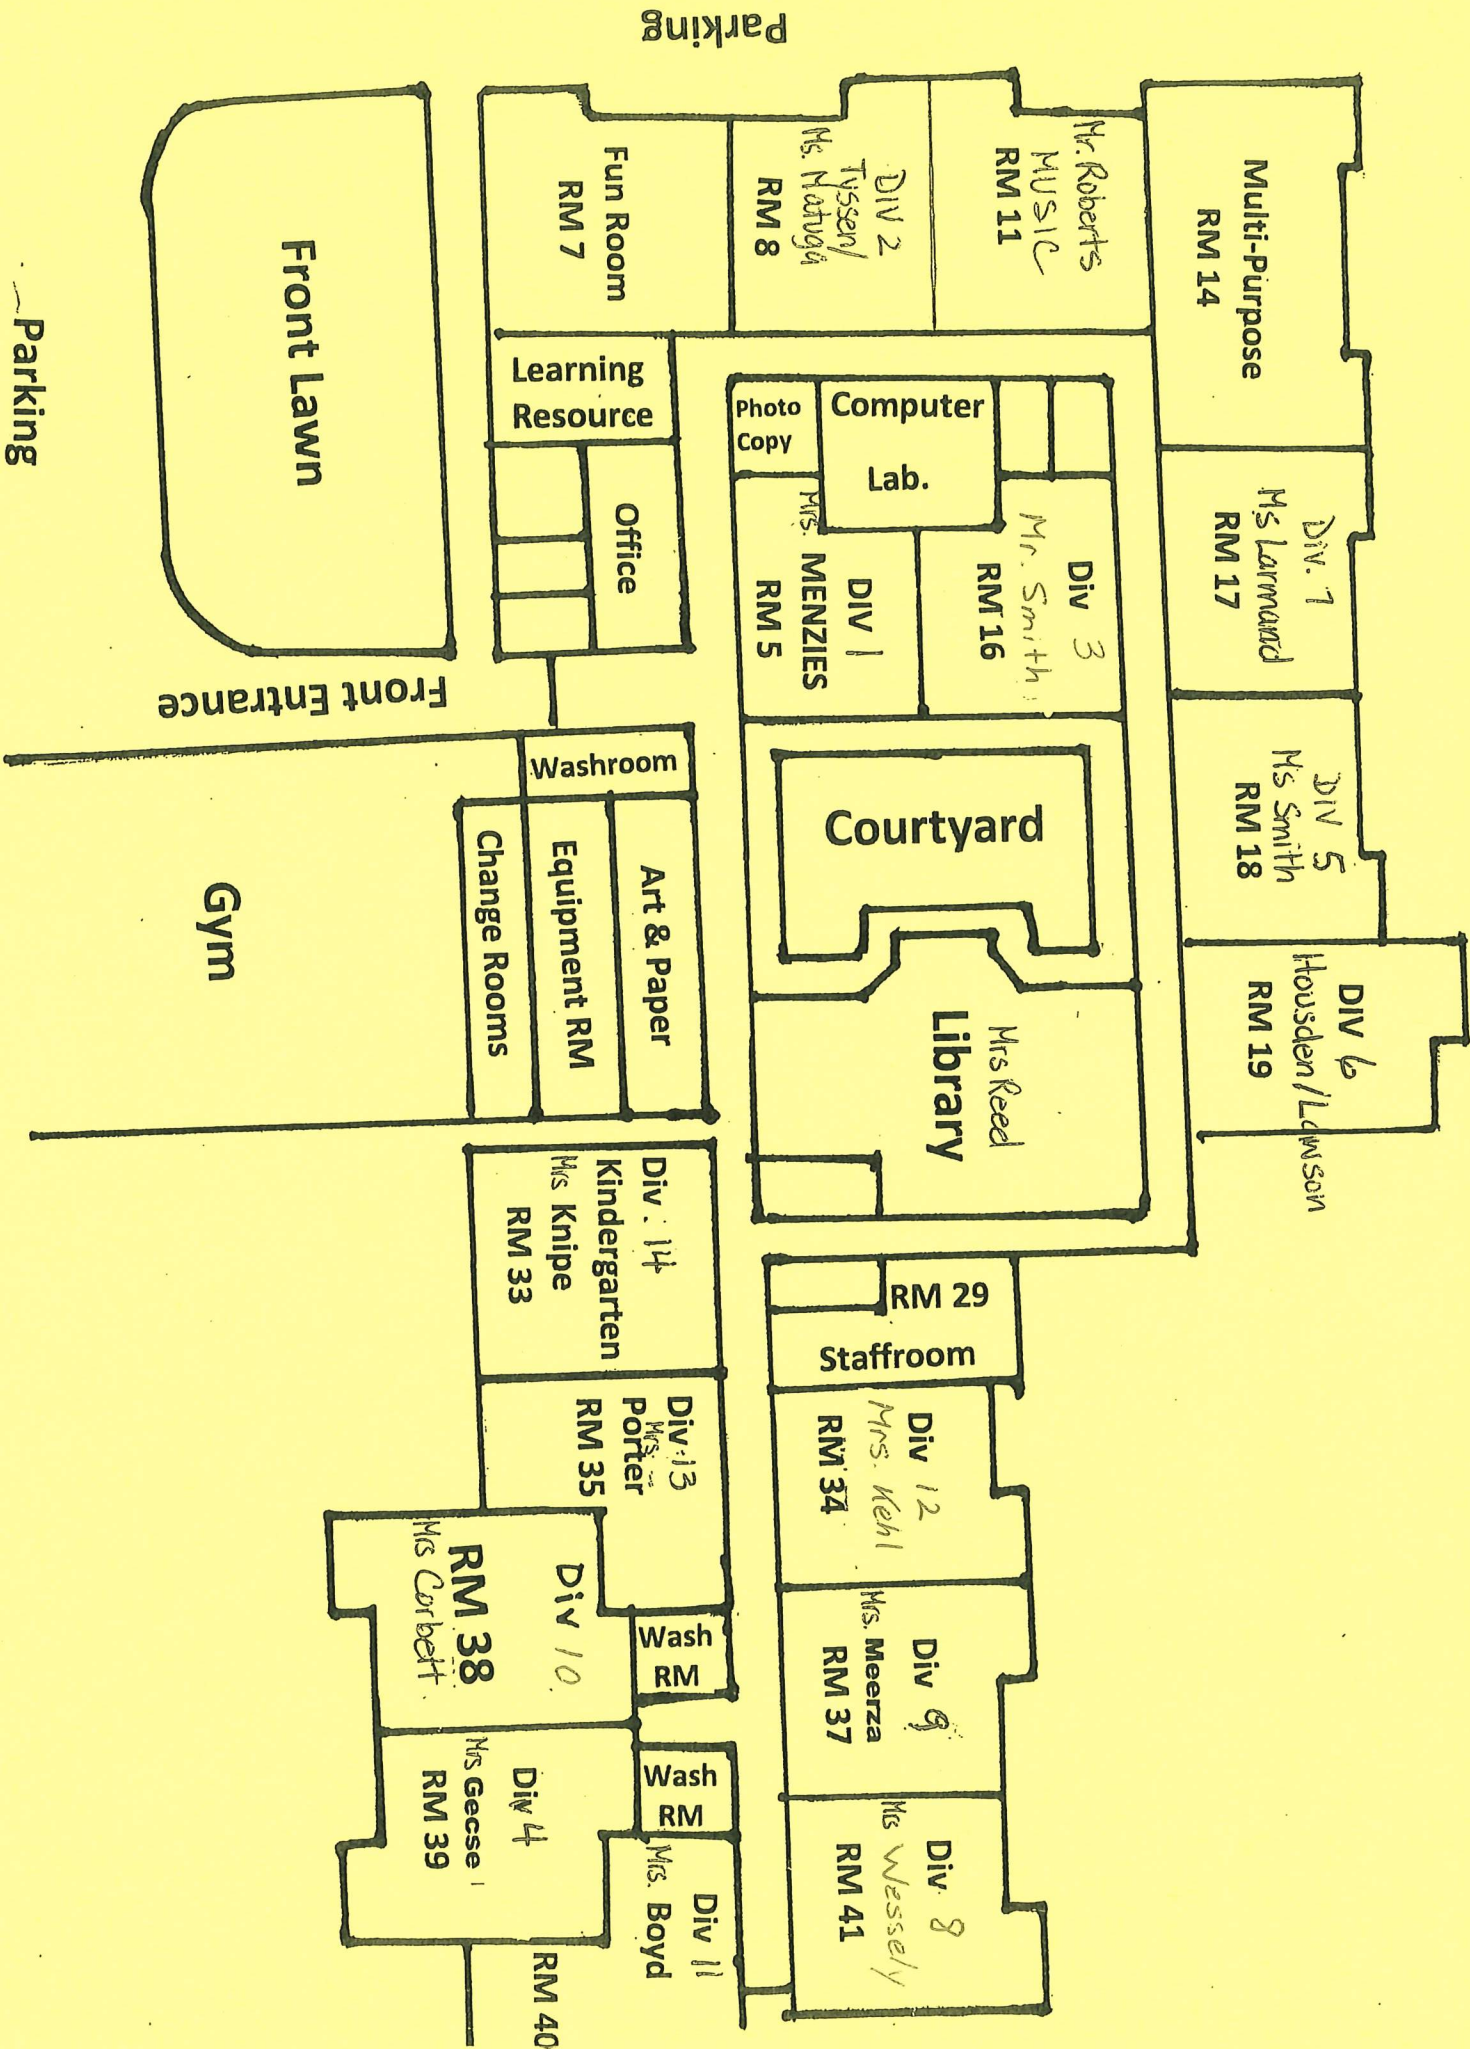 Parking
Mr. Roberts
MUSIC
RM 11
DIV 2
Tyssen/
Ms. Matuga
RM 8
Fun Room
RM 7
Multi-Purpose
RM 14
Front Lawn
Parking
Learning
Resource
Office
Photo
Copy
Computer
Lab.
Div 3
Mr. Smith
RM 16
DIV 1
Mrs. MENZIES
RM 5
Div. 7
Ms Larmand
RM 17
DIV 5
Ms Smith
RM 18
DIV 6
Housden/Lawson
RM 19
Front Entrance
Washroom
Art & Paper
Equipment RM
Change Rooms
Gym
Courtyard
Mrs Reed
Library
RM 29
Staffroom
Div. 14
Kindergarten
Mrs Knipe
RM 33
Div. 13
Mrs
Porter
RM 35
Div 12
Mrs. Kehl
RM 34
Div 9
Mrs. Meerza
RM 37
Div. 8
Mrs Wessely
RM 41
Div 10
RM 38
Mrs Corbett
Wash
RM
Wash
RM
Div 4
Mrs Gecse
RM 39
Div 11
Mrs. Boyd
RM 40